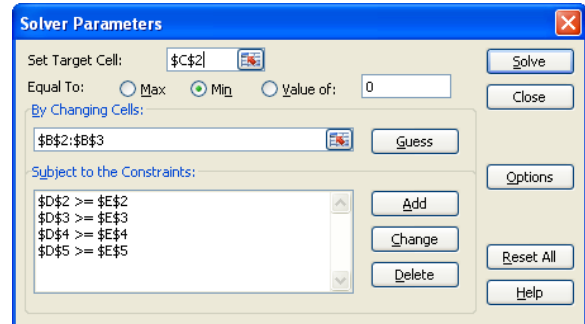 Solver Parameters
Set Target Cell: $C$2 Solve
Equal To: Max Min Value of: 0 Close
By Changing Cells:
$B$2:$B$3 Guess
Subject to the Constraints: Options
$D$2 >= $E$2 Add
$D$3 >= $E$3
$D$4 >= $E$4 Change
$D$5 >= $E$5
Reset All
Delete
Help